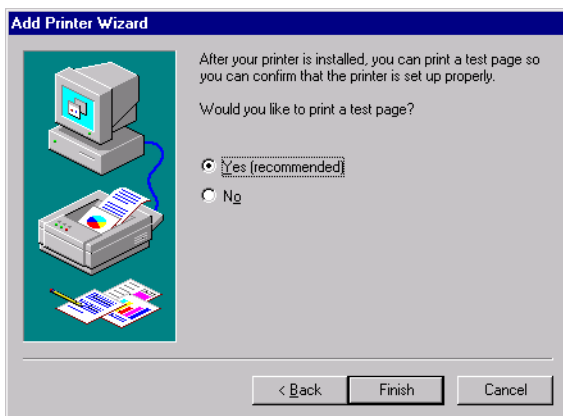 Add Printer Wizard
After your printer is installed, you can print a test page so
you can confirm that the printer is set up properly.
Would you like to print a test page?
Yes (recommended)
No
< Back
Finish
Cancel